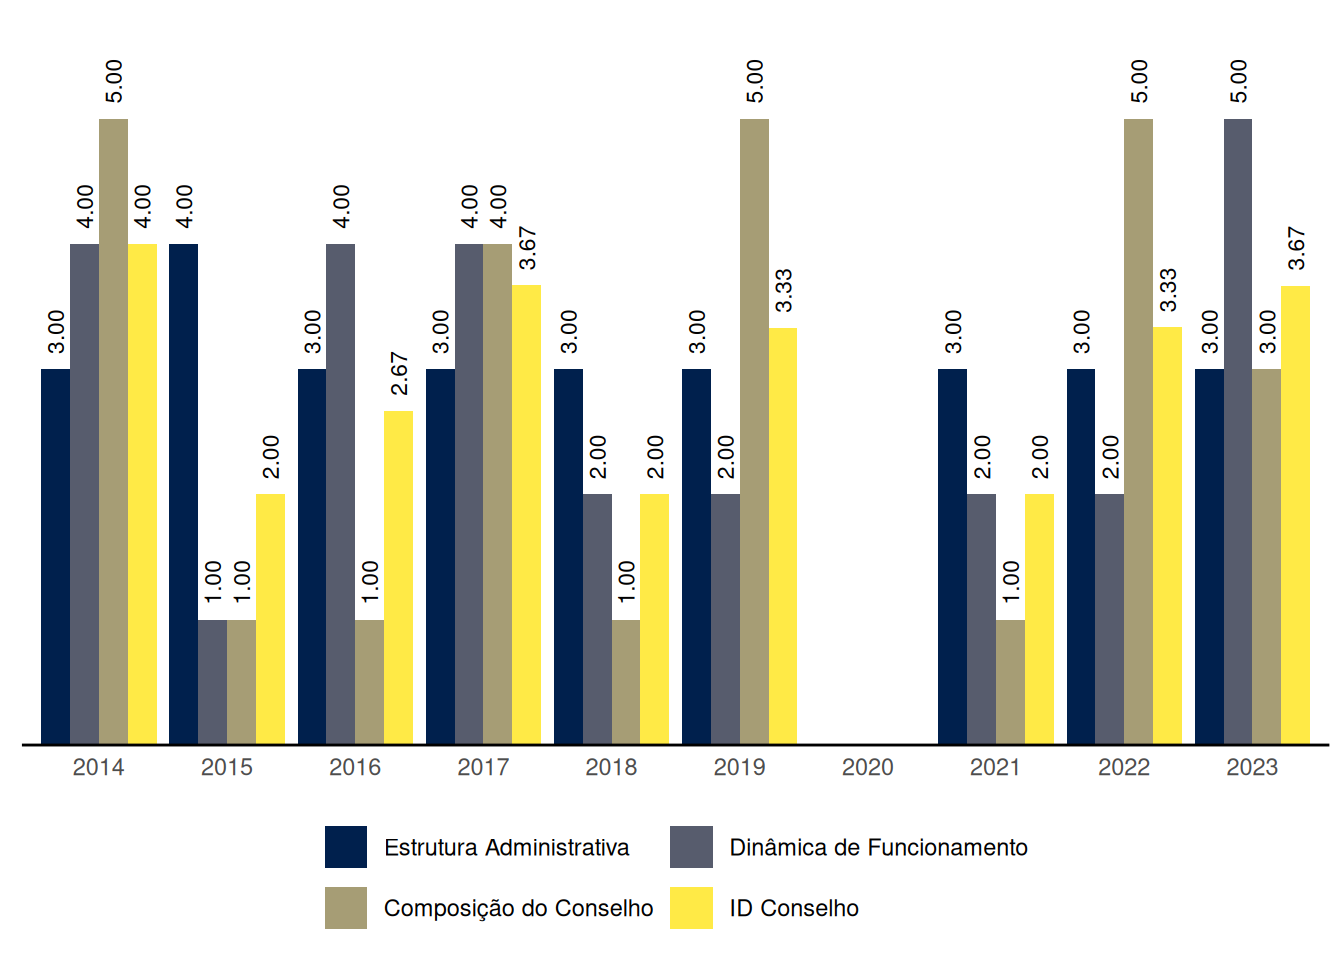 3.00 4.00 5.00 4.00 4.00 1.00 1.00 2.00 3.00 4.00 1.00 2.67 3.00 4.00 4.00 3.67 3.00 2.00 1.00 2.00 3.00 2.00 5.00 3.33 3.00 2.00 1.00 2.00 3.00 2.00 5.00 3.33 3.00 5.00 3.00 3.67
2014 2015 2016 2017 2018 2019 2020 2021 2022 2023
Estrutura Administrativa Dinâmica de Funcionamento
Composição do Conselho ID Conselho